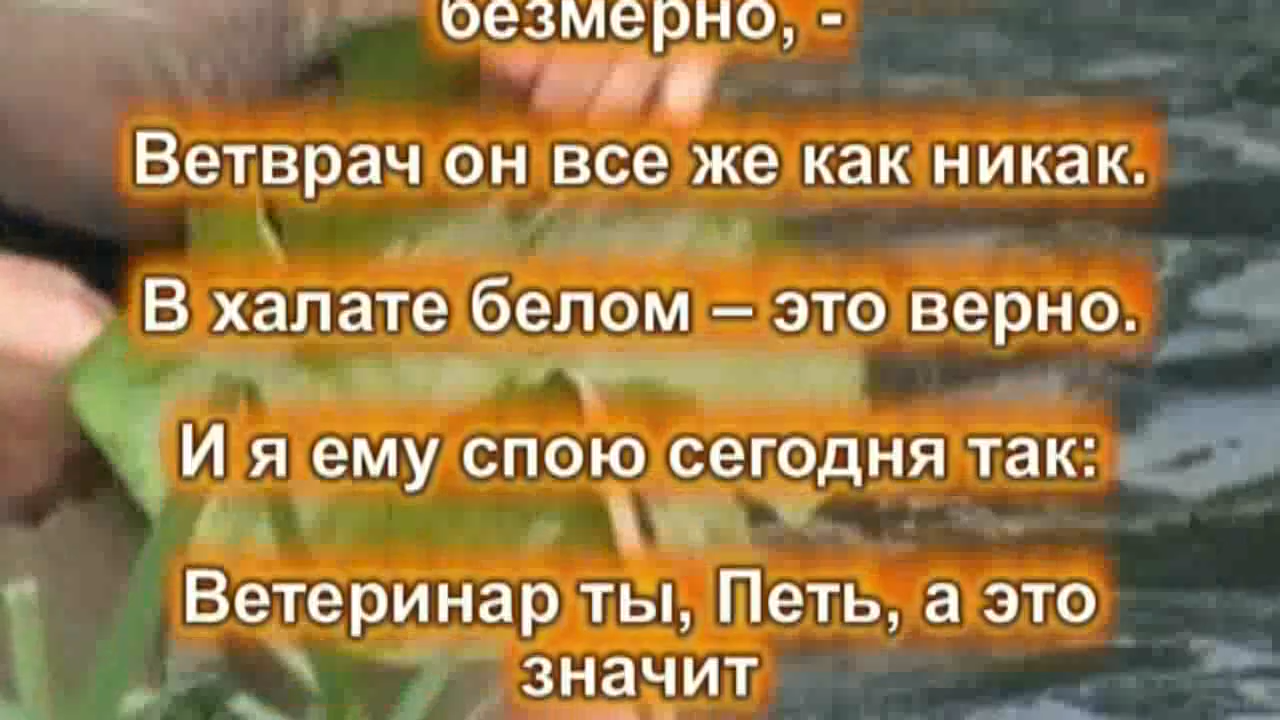 безмерно, -
Ветврач он все же как никак.
В халате белом – это верно.
И я ему спою сегодня так:
Ветеринар ты, Петь, а это
значит